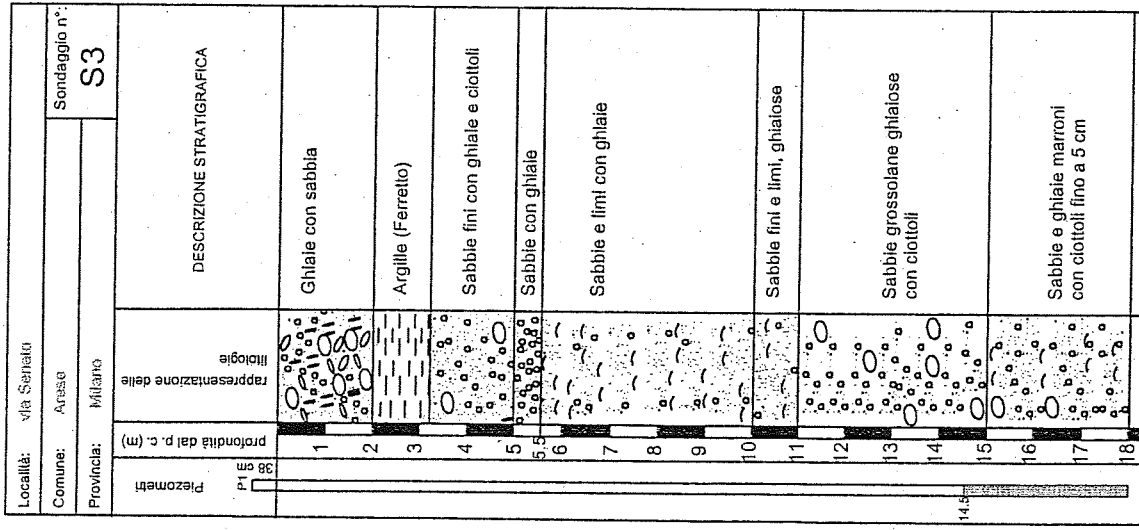 Località: via Senato
Comune: Arese
Provincia: Milano
Sondaggio n°:
S3
Piezometri
profondità dal p. c. (m)
rappresentazione delle
litologie
DESCRIZIONE STRATIGRAFICA
P1
38 cm
Ghiaie con sabbia
1
2
Argille (Ferretto)
3
Sabbie fini con ghiaie e ciottoli
4
5
Sabbie con ghiaie
5.5
6
Sabbie e limi con ghiaie
7
8
9
10
Sabbie fini e limi, ghiaiose
11
12
Sabbie grossolane ghiaiose
con ciottoli
13
14
14.5
15
16
Sabbie e ghiaie marroni
con ciottoli fino a 5 cm
17
18